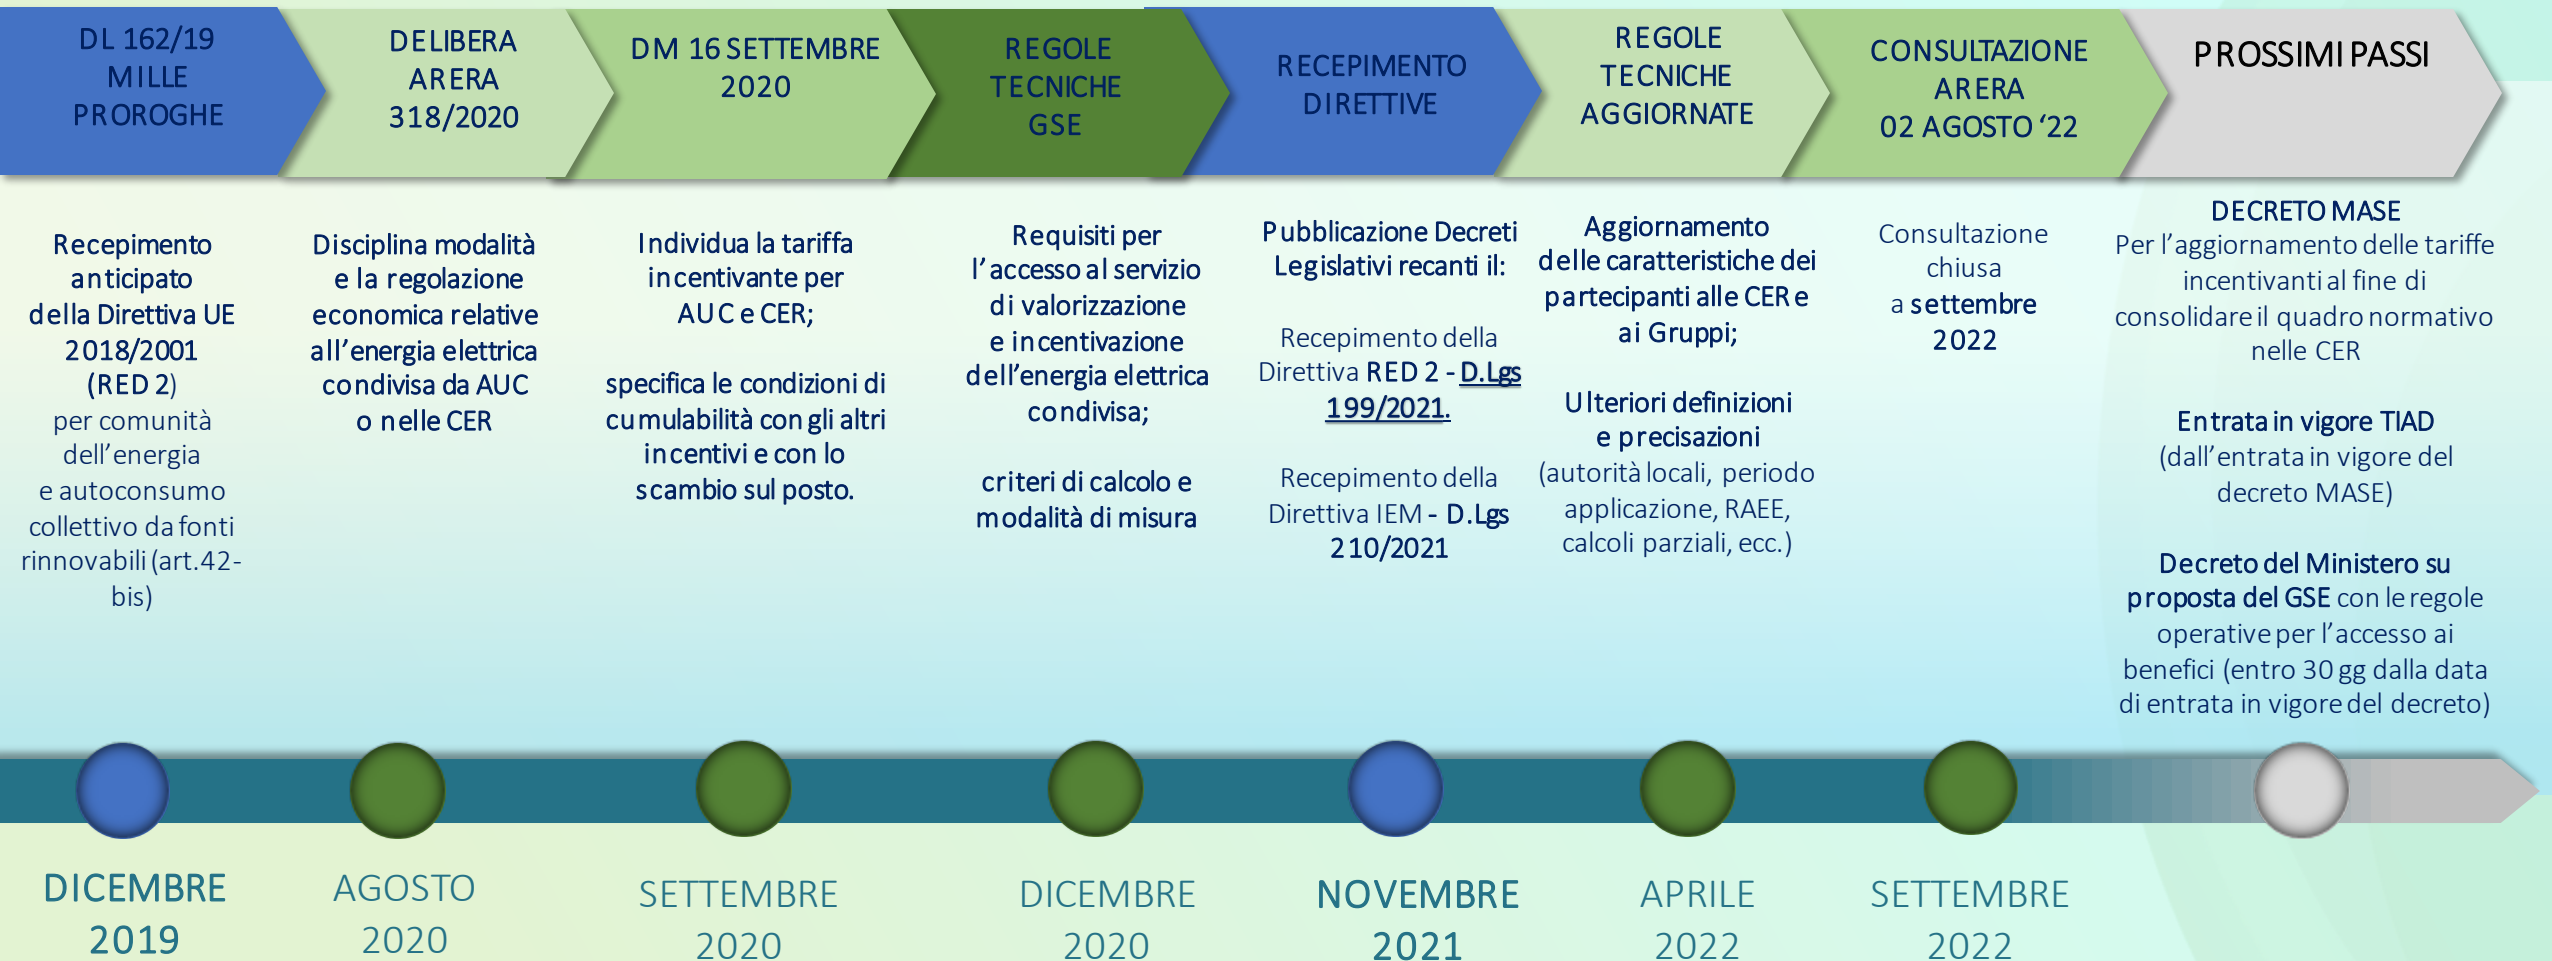 DL 162/19
MILLE
PROROGHE
DELIBERA
ARERA
318/2020
DM 16 SETTEMBRE
2020
REGOLE
TECNICHE
GSE
RECEPIMENTO
DIRETTIVE
REGOLE
TECNICHE
AGGIORNATE
CONSULTAZIONE
ARERA
02 AGOSTO ‘22
PROSSIMI PASSI
Recepimento
anticipato
della Direttiva UE
2018/2001
(RED 2)
per comunità
dell’energia
e autoconsumo
collettivo da fonti
rinnovabili (art.42-
bis)
Disciplina modalità
e la regolazione
economica relative
all’energia elettrica
condivisa da AUC
o nelle CER
Individua la tariffa
incentivante per
AUC e CER;
specifica le condizioni di
cumulabilità con gli altri
incentivi e con lo
scambio sul posto.
Requisiti per
l’accesso al servizio
di valorizzazione
e incentivazione
dell’energia elettrica
condivisa;
criteri di calcolo e
modalità di misura
Pubblicazione Decreti
Legislativi recanti il:
Recepimento della
Direttiva RED 2 - D.Lgs
199/2021.
Recepimento della
Direttiva IEM - D.Lgs
210/2021
Aggiornamento
delle caratteristiche dei
partecipanti alle CER e
ai Gruppi;
Ulteriori definizioni
e precisazioni
(autorità locali, periodo
applicazione, RAEE,
calcoli parziali, ecc.)
Consultazione
chiusa
a settembre
2022
DECRETO MASE
Per l’aggiornamento delle tariffe
incentivanti al fine di
consolidare il quadro normativo
nelle CER
Entrata in vigore TIAD
(dall’entrata in vigore del
decreto MASE)
Decreto del Ministero su
proposta del GSE con le regole
operative per l’accesso ai
benefici (entro 30 gg dalla data
di entrata in vigore del decreto)
DICEMBRE
2019
AGOSTO
2020
SETTEMBRE
2020
DICEMBRE
2020
NOVEMBRE
2021
APRILE
2022
SETTEMBRE
2022